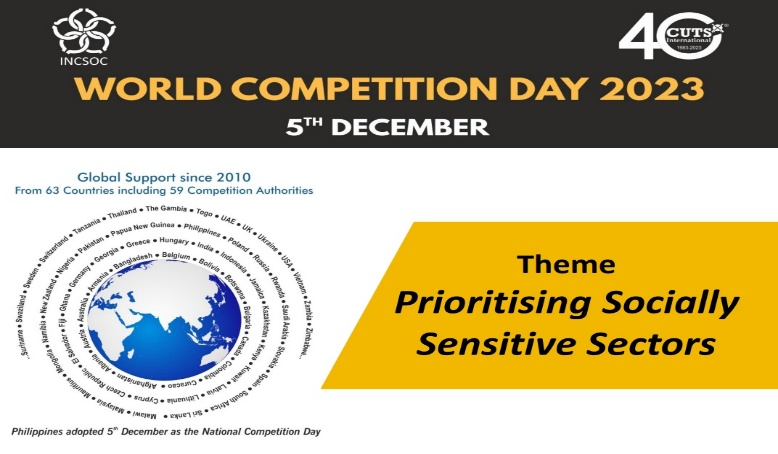 INCSOC
40 CUTS®
International
1983-2023
WORLD COMPETITION DAY 2023
5TH DECEMBER
Global Support since 2010
From 63 Countries including 59 Competition Authorities
...Suriname • Swaziland • Sweden • Switzerland • Tanzania • Thailand • The Gambia • Togo • UAE • UK • Ukraine • USA • Vietnam • Zambia • Zimbabwe...
Malawi • Malaysia • Mauritius • Mongolia • Namibia • New Zealand • Nigeria • Pakistan • Papua New Guinea • Philippines • Poland • Russia • Rwanda • Saudi Arabia • Slovakia • Spain • South Africa • Sri Lanka •
Cyprus • Czech Republic • El Salvador • Fiji • Ghana • Germany • Georgia • Greece • Hungary • India • Indonesia • Jamaica • Kazakhstan • Kenya • Kuwait • Latvia • Lithuania •
Afghanistan • Albania • Austria • Australia • Armenia • Bangladesh • Belgium • Bolivia • Botswana • Bulgaria • Canada • Colombia • Curacao •
Theme
Prioritising Socially
Sensitive Sectors
Philippines adopted 5th December as the National Competition Day